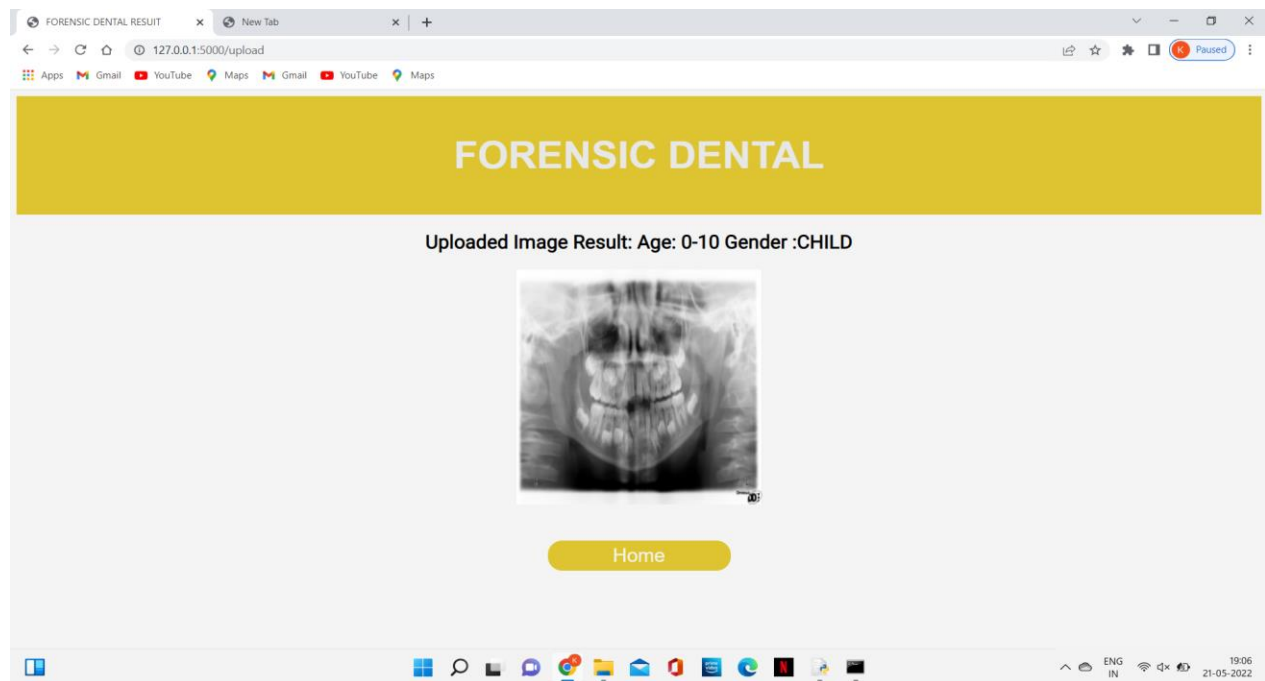 FORENSIC DENTAL RESUIT
New Tab
127.0.0.1:5000/upload
K
Paused
Apps Gmail YouTube Maps Gmail YouTube Maps
FORENSIC DENTAL
Uploaded Image Result: Age: 0-10 Gender :CHILD
Home
ENG
IN
19:06
21-05-2022